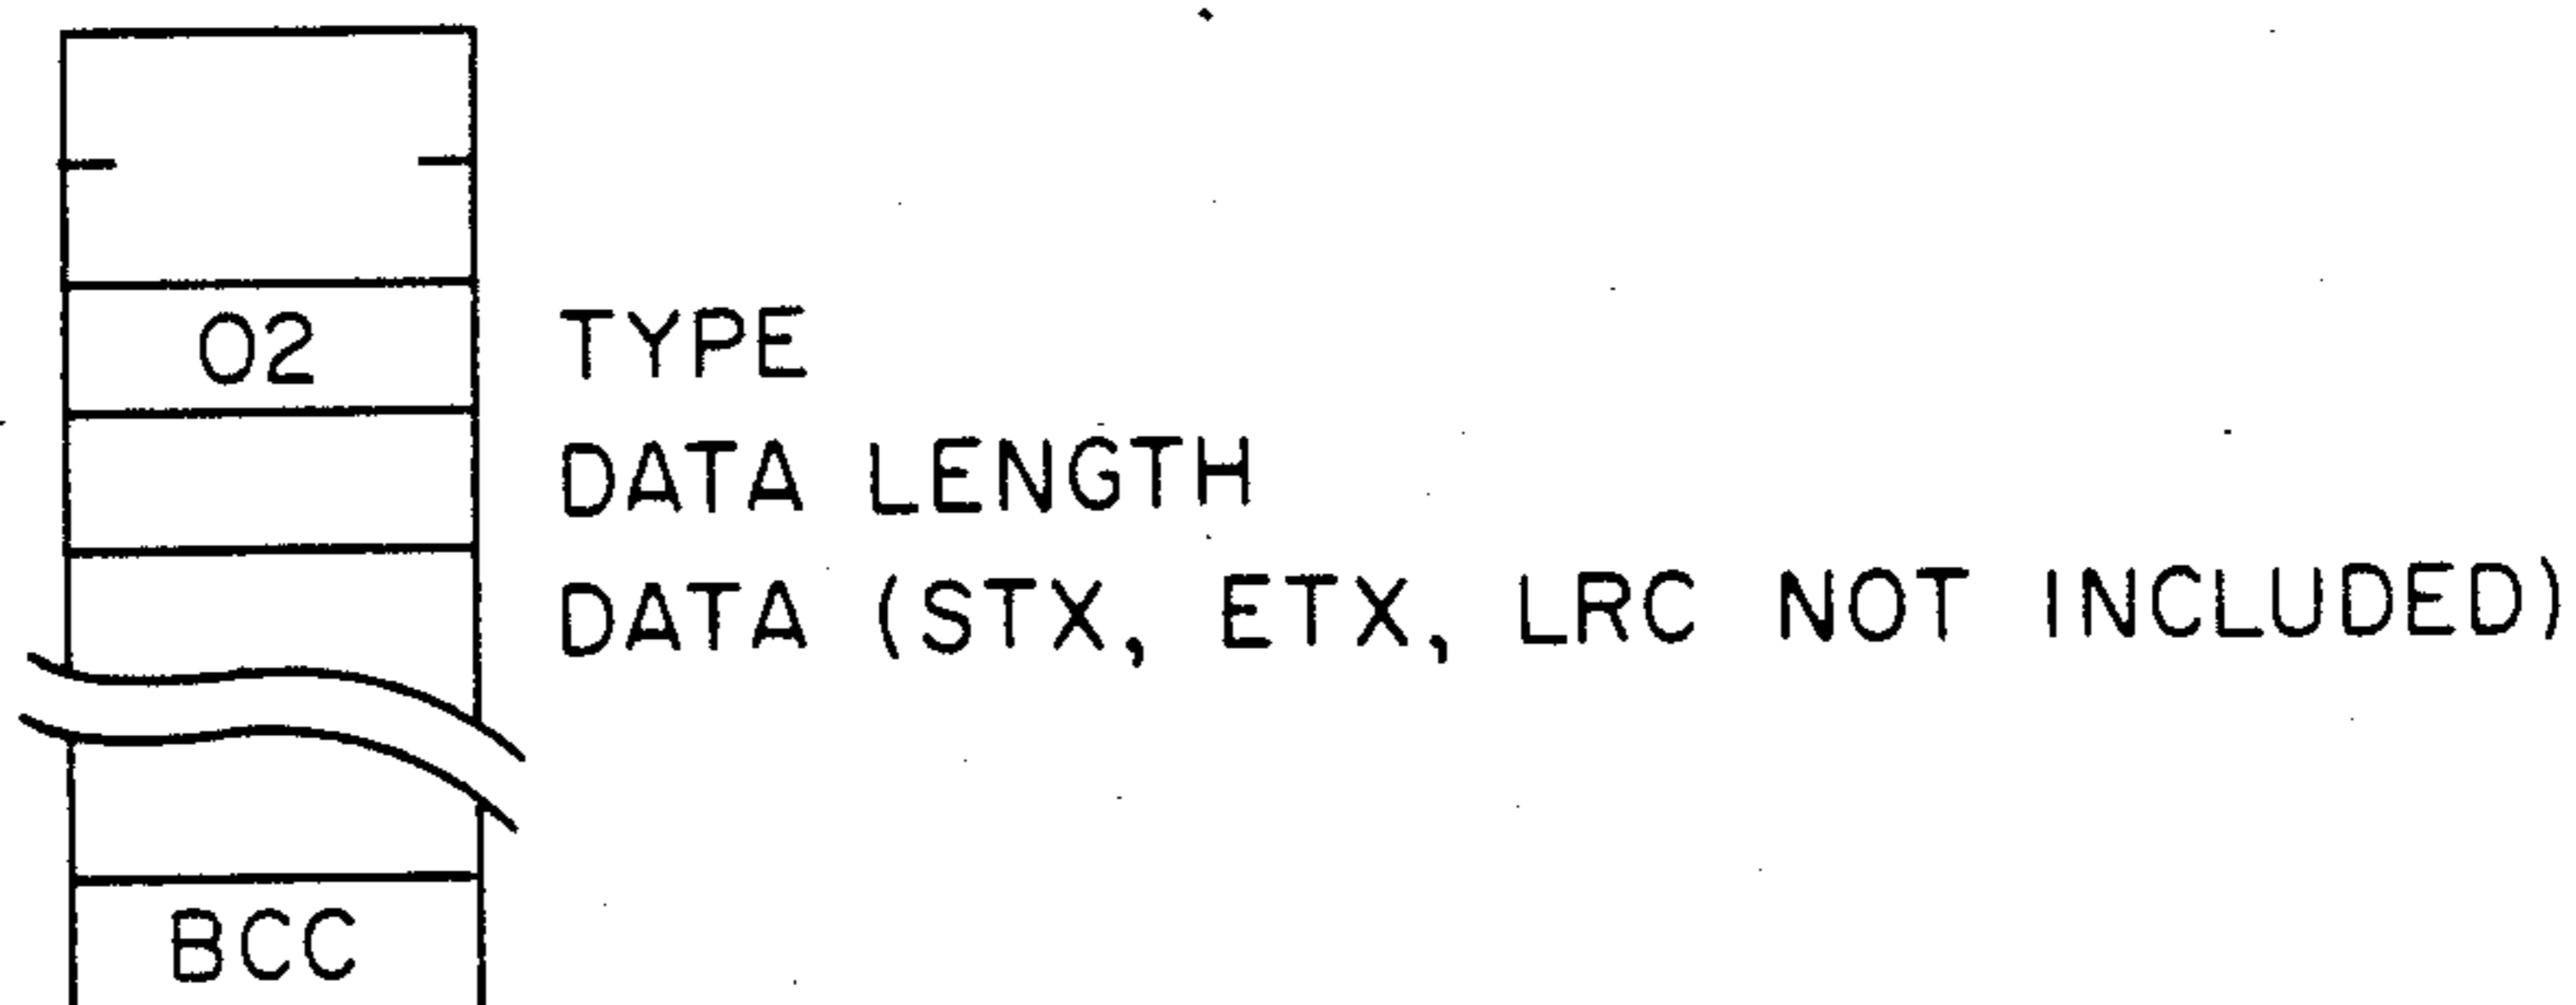 02 TYPE
DATA LENGTH
DATA (STX, ETX, LRC NOT INCLUDED)
BCC